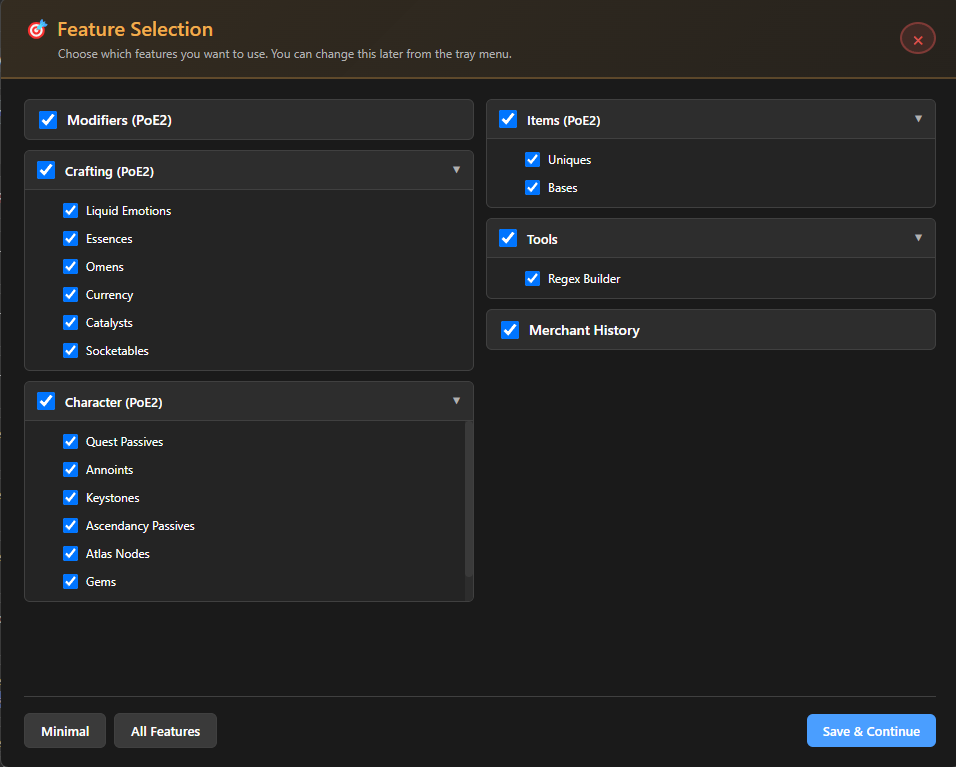 Feature Selection
Choose which features you want to use. You can change this later from the tray menu.
Modifiers (PoE2)
Crafting (PoE2)
Liquid Emotions
Essences
Omens
Currency
Catalysts
Socketables
Character (PoE2)
Quest Passives
Annoints
Keystones
Ascendancy Passives
Atlas Nodes
Gems
Items (PoE2)
Uniques
Bases
Tools
Regex Builder
Merchant History
Minimal
All Features
Save & Continue